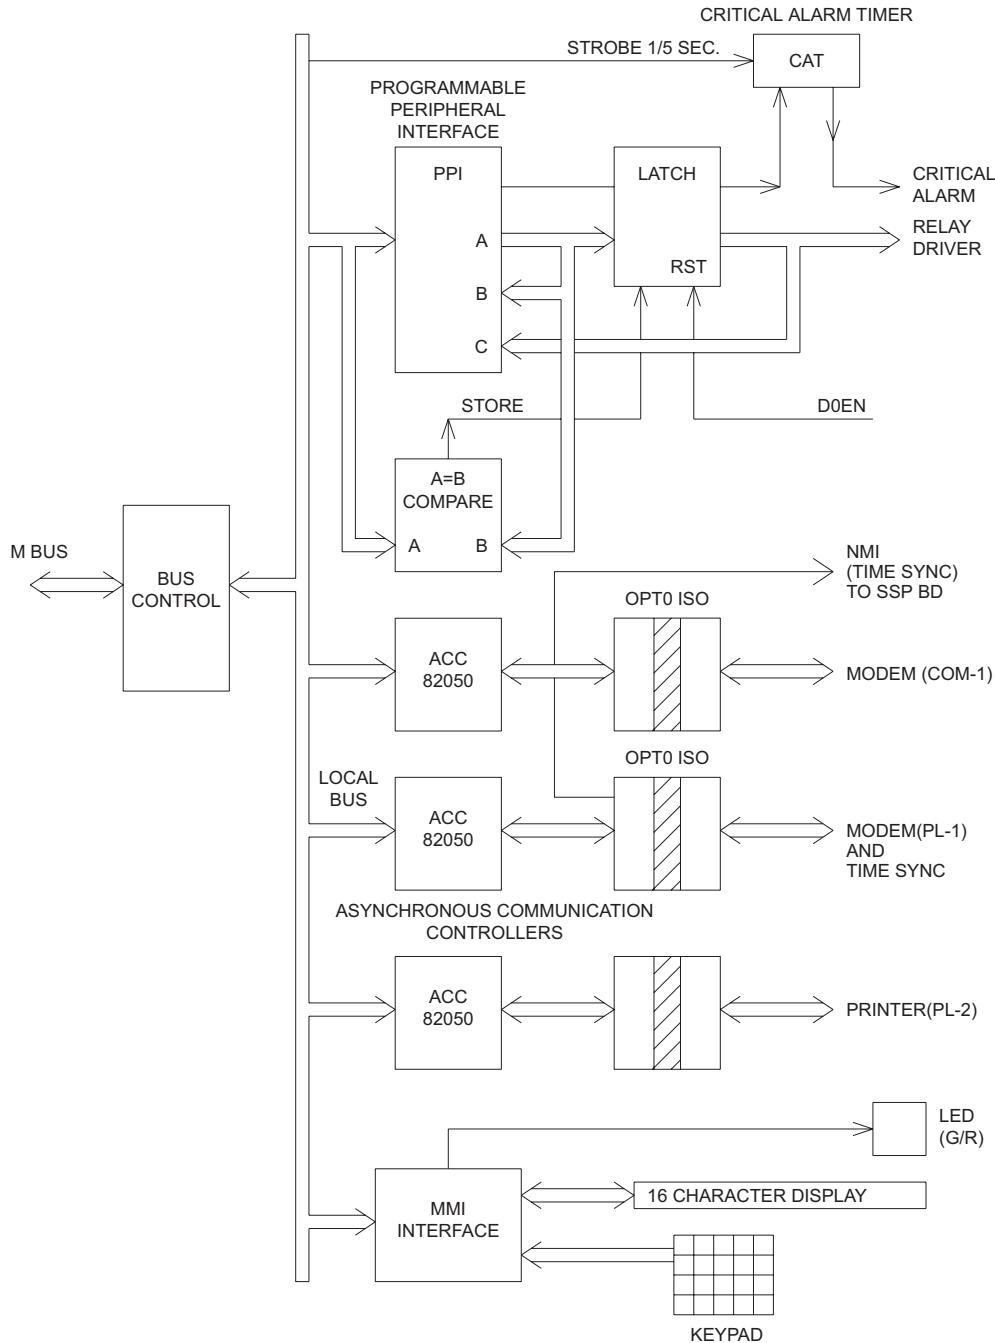 CRITICAL ALARM TIMER
STROBE 1/5 SEC.
CAT
PROGRAMMABLE
PERIPHERAL
INTERFACE
PPI
LATCH
CRITICAL
ALARM
A
RELAY
DRIVER
RST
B
C
STORE
D0EN
A=B
COMPARE
A
B
M BUS
BUS
CONTROL
NMI
(TIME SYNC)
TO SSP BD
OPT0 ISO
ACC
82050
MODEM (COM-1)
OPT0 ISO
LOCAL
BUS
ACC
82050
MODEM(PL-1)
AND
TIME SYNC
ASYNCHRONOUS COMMUNICATION
CONTROLLERS
ACC
82050
PRINTER(PL-2)
LED
(G/R)
MMI
INTERFACE
16 CHARACTER DISPLAY
KEYPAD